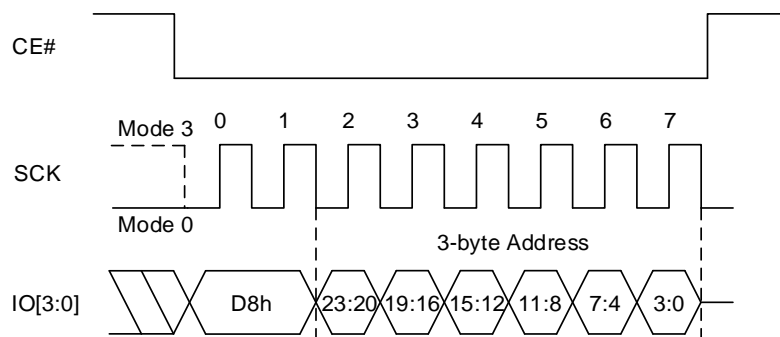 CE#
Mode 3 0 1 2 3 4 5 6 7
SCK
Mode 0
3-byte Address
IO[3:0] D8h 23:20 19:16 15:12 11:8 7:4 3:0